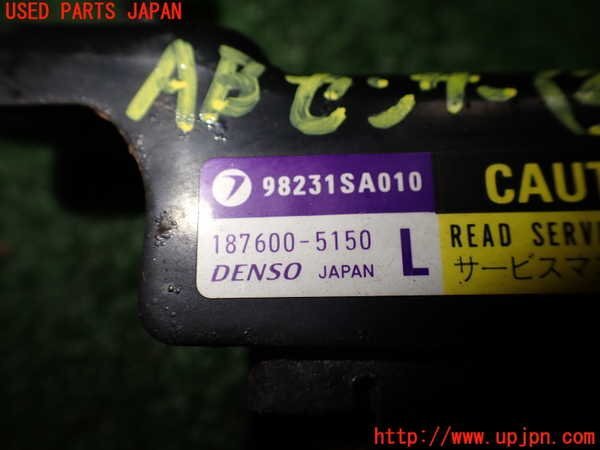 USED PARTS JAPAN
ABセンサー
98231SA010
187600-5150
DENSO JAPAN L
CAUT
READ SERV
サービスマ
http://www.upjpn.com